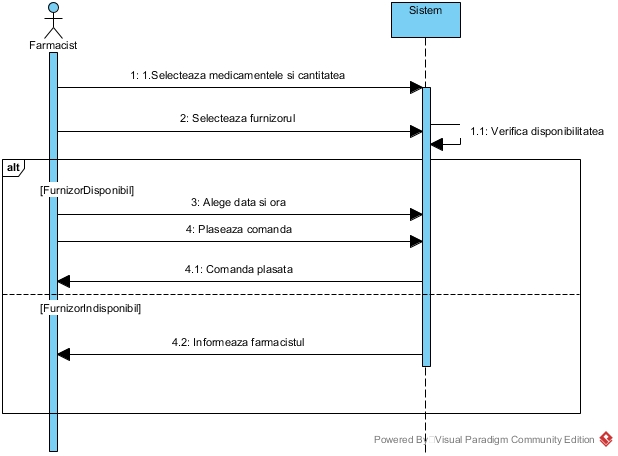 Farmacist
Sistem
1: 1.Selecteaza medicamentele si cantitatea
2: Selecteaza furnizorul
1.1: Verifica disponibilitatea
alt
[FurnizorDisponibil]
3: Alege data si ora
4: Plaseaza comanda
4.1: Comanda plasata
[FurnizorIndisponibil]
4.2: Informeaza farmacistul
Powered By Visual Paradigm Community Edition